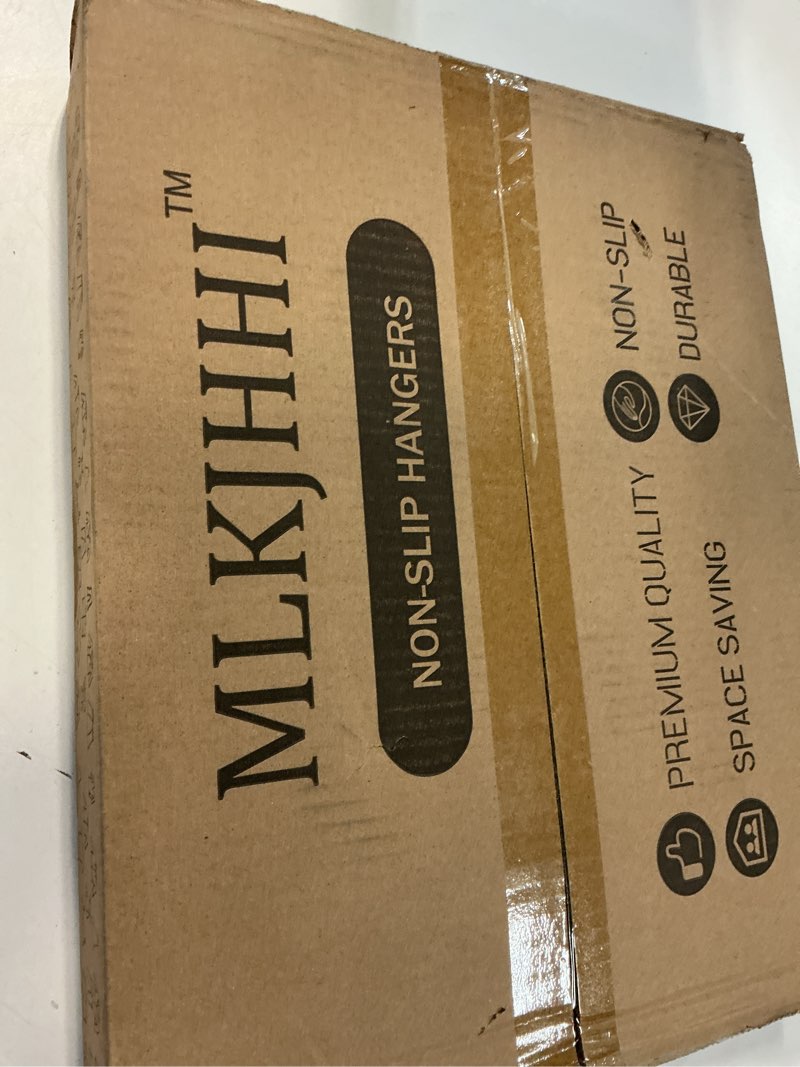 MLKJHHI™
NON-SLIP HANGERS
PREMIUM QUALITY
NON-SLIP
SPACE SAVING
DURABLE